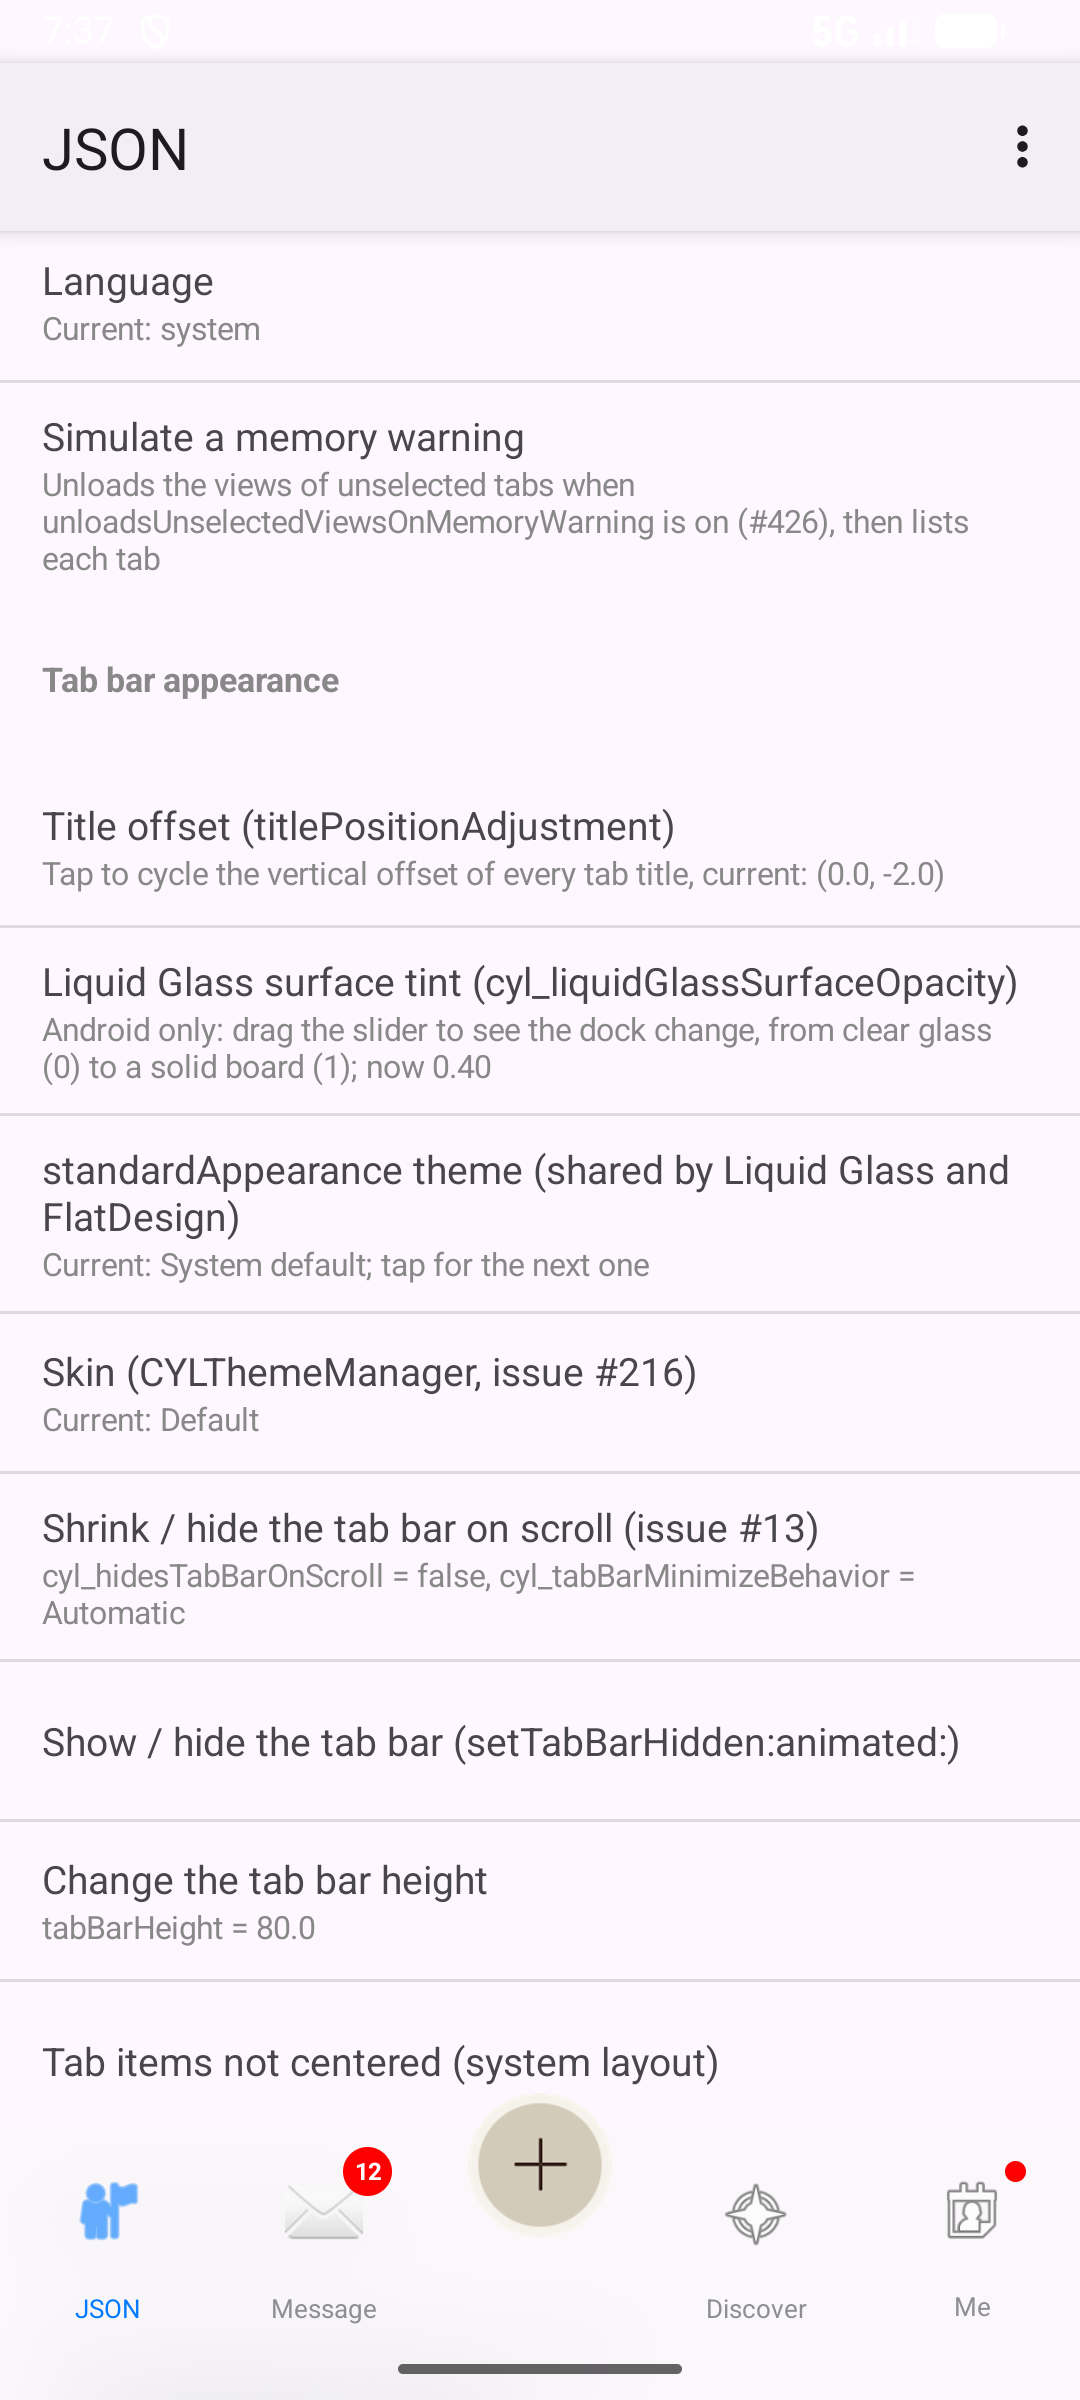 7:37
5G
JSON
Language
Current: system
Simulate a memory warning
Unloads the views of unselected tabs when
unloadsUnselectedViewsOnMemoryWarning is on (#426), then lists
each tab
Tab bar appearance
Title offset (titlePositionAdjustment)
Tap to cycle the vertical offset of every tab title, current: (0.0, -2.0)
Liquid Glass surface tint (cyl_liquidGlassSurfaceOpacity)
Android only: drag the slider to see the dock change, from clear glass
(0) to a solid board (1); now 0.40
standardAppearance theme (shared by Liquid Glass and
FlatDesign)
Current: System default; tap for the next one
Skin (CYLThemeManager, issue #216)
Current: Default
Shrink / hide the tab bar on scroll (issue #13)
cyl_hidesTabBarOnScroll = false, cyl_tabBarMinimizeBehavior =
Automatic
Show / hide the tab bar (setTabBarHidden:animated:)
Change the tab bar height
tabBarHeight = 80.0
Tab items not centered (system layout)
12
JSON
Message
Discover
Me